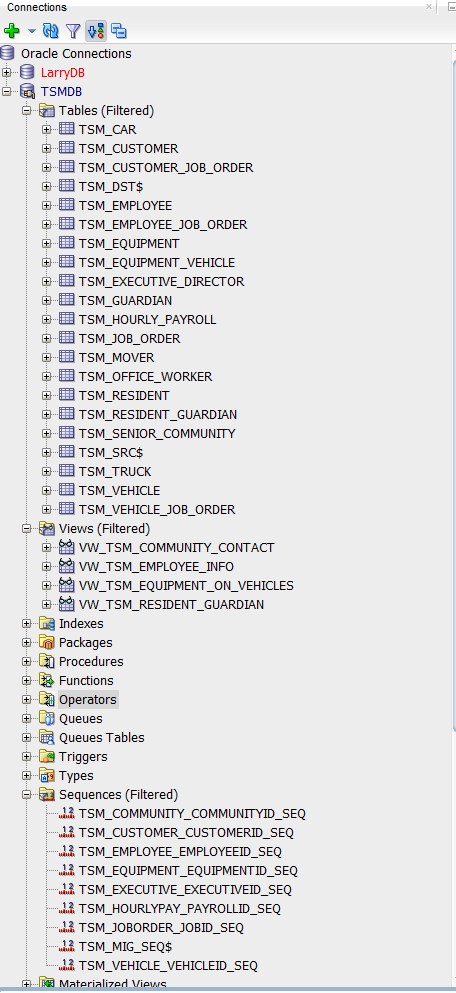 Connections
Oracle Connections
LarryDB
TSMDB
Tables (Filtered)
TSM_CAR
TSM_CUSTOMER
TSM_CUSTOMER_JOB_ORDER
TSM_DST$
TSM_EMPLOYEE
TSM_EMPLOYEE_JOB_ORDER
TSM_EQUIPMENT
TSM_EQUIPMENT_VEHICLE
TSM_EXECUTIVE_DIRECTOR
TSM_GUARDIAN
TSM_HOURLY_PAYROLL
TSM_JOB_ORDER
TSM_MOVER
TSM_OFFICE_WORKER
TSM_RESIDENT
TSM_RESIDENT_GUARDIAN
TSM_SENIOR_COMMUNITY
TSM_SRC$
TSM_TRUCK
TSM_VEHICLE
TSM_VEHICLE_JOB_ORDER
Views (Filtered)
VW_TSM_COMMUNITY_CONTACT
VW_TSM_EMPLOYEE_INFO
VW_TSM_EQUIPMENT_ON_VEHICLES
VW_TSM_RESIDENT_GUARDIAN
Indexes
Packages
Procedures
Functions
Operators
Queues
Queues Tables
Triggers
Types
Sequences (Filtered)
TSM_COMMUNITY_COMMUNITYID_SEQ
TSM_CUSTOMER_CUSTOMERID_SEQ
TSM_EMPLOYEE_EMPLOYEEID_SEQ
TSM_EQUIPMENT_EQUIPMENTID_SEQ
TSM_EXECUTIVE_EXECUTIVEID_SEQ
TSM_HOURLYPAY_PAYROLLID_SEQ
TSM_JOBORDER_JOBID_SEQ
TSM_MIG_SEQ$
TSM_VEHICLE_VEHICLEID_SEQ
Materialized Views